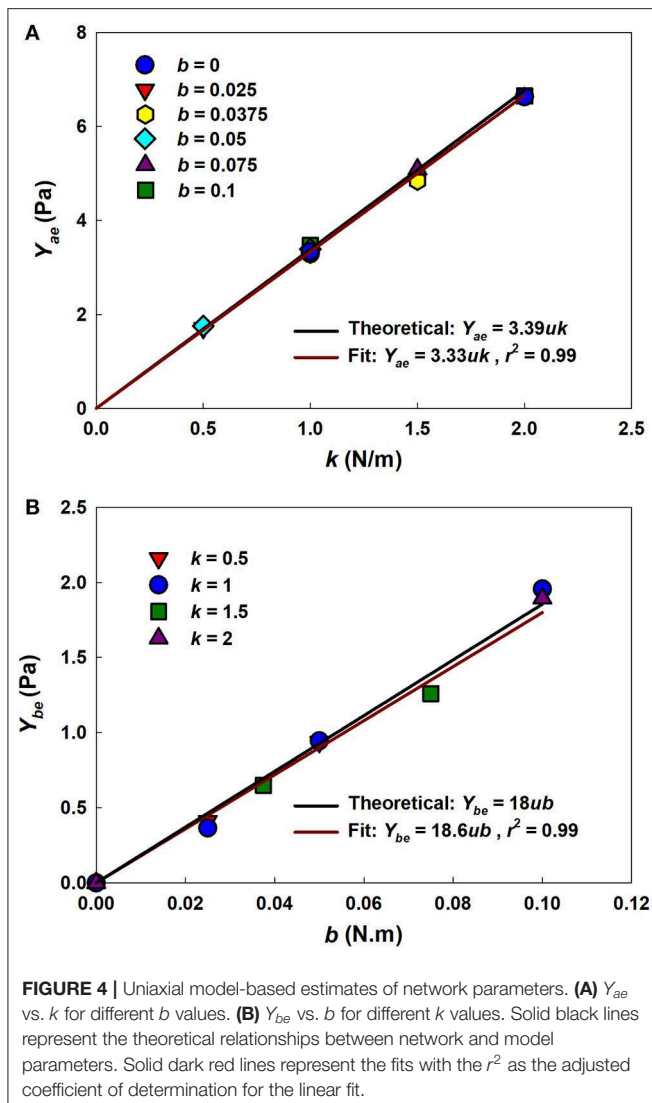 A
8
6
4
2
0
Y_ae (Pa)
b = 0
b = 0.025
b = 0.0375
b = 0.05
b = 0.075
b = 0.1
Theoretical: Y_ae = 3.39uk
Fit: Y_ae = 3.33uk , r² = 0.99
0.0 0.5 1.0 1.5 2.0 2.5
k (N/m)
B
2.5
2.0
1.5
1.0
0.5
0.0
Y_be (Pa)
k = 0.5
k = 1
k = 1.5
k = 2
Theoretical: Y_be = 18ub
Fit: Y_be = 18.6ub , r² = 0.99
0.00 0.02 0.04 0.06 0.08 0.10 0.12
b (N.m)
FIGURE 4 | Uniaxial model-based estimates of network parameters. (A) Y_ae
vs. k for different b values. (B) Y_be vs. b for different k values. Solid black lines
represent the theoretical relationships between network and model
parameters. Solid dark red lines represent the fits with the r² as the adjusted
coefficient of determination for the linear fit.